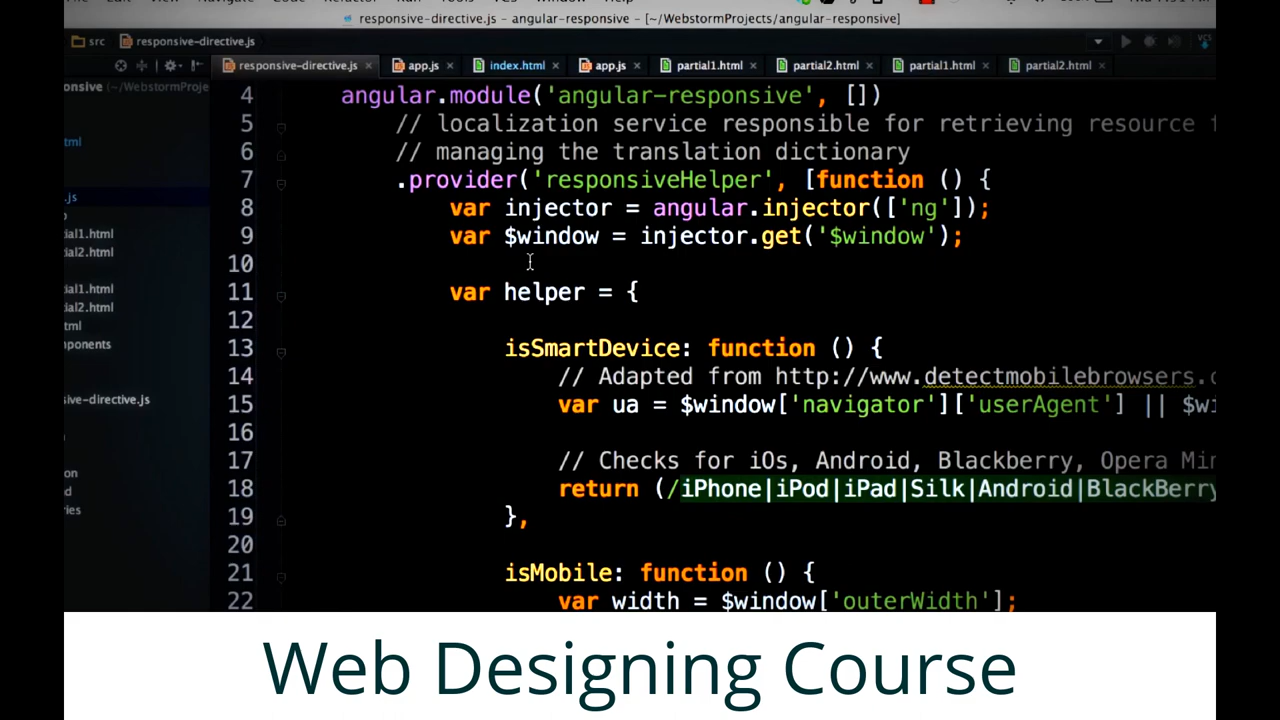 responsive-directive.js - angular-responsive - [~/WebstormProjects/angular-responsive]
src responsive-directive.js
responsive-directive.js app.js index.html app.js partial1.html partial2.html partial1.html partial2.html
4 angular.module('angular-responsive', [])
5 // localization service responsible for retrieving resource f
6 // managing the translation dictionary
7 .provider('responsiveHelper', [function () {
8 var injector = angular.injector(['ng']);
9 var $window = injector.get('$window');
10
11 var helper = {
12
13 isSmartDevice: function () {
14 // Adapted from http://www.detectmobilebrowsers.c
15 var ua = $window['navigator']['userAgent'] || $wi
16
17 // Checks for iOs, Android, Blackberry, Opera Min
18 return (/iPhone|iPod|iPad|Silk|Android|BlackBerry
19 },
20
21 isMobile: function () {
22 var width = $window['outerWidth'];
Web Designing Course